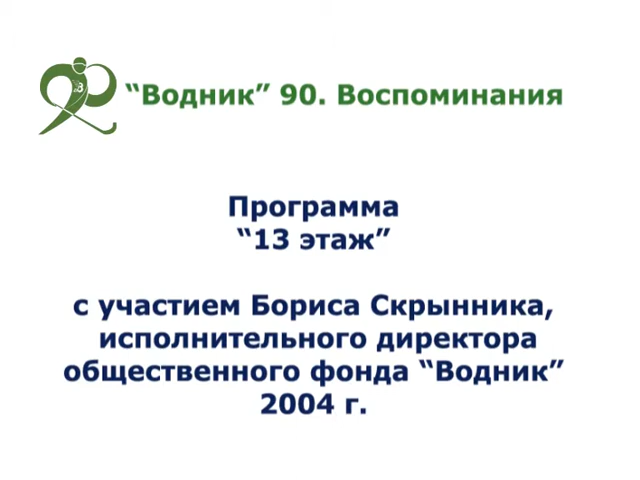 “Водник” 90. Воспоминания
Программа
“13 этаж”
с участием Бориса Скрынника,
исполнительного директора
общественного фонда “Водник”
2004 г.